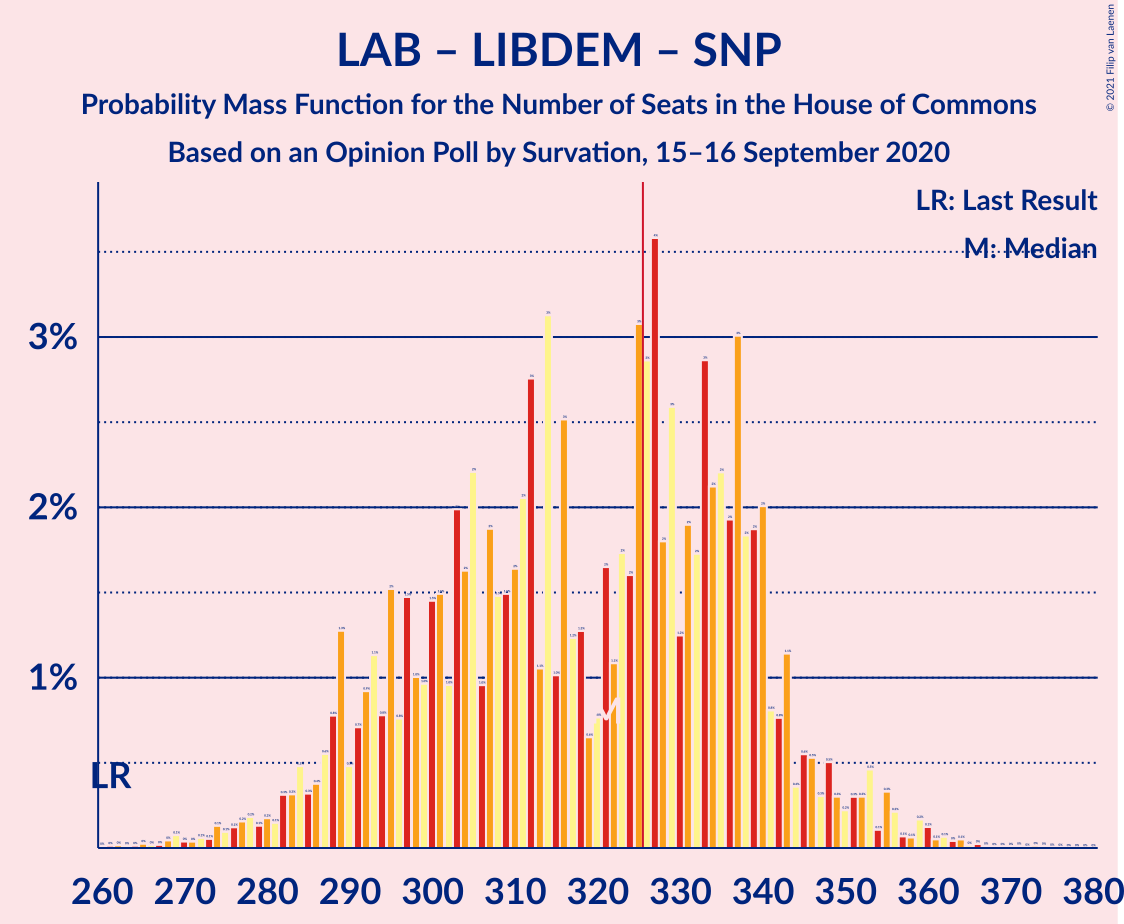 LAB – LIBDEM – SNP
Probability Mass Function for the Number of Seats in the House of Commons
Based on an Opinion Poll by Survation, 15–16 September 2020
© 2021 Filip van Laenen
LR: Last Result
M: Median
3%
2%
1%
LR
M
260 270 280 290 300 310 320 330 340 350 360 370 380